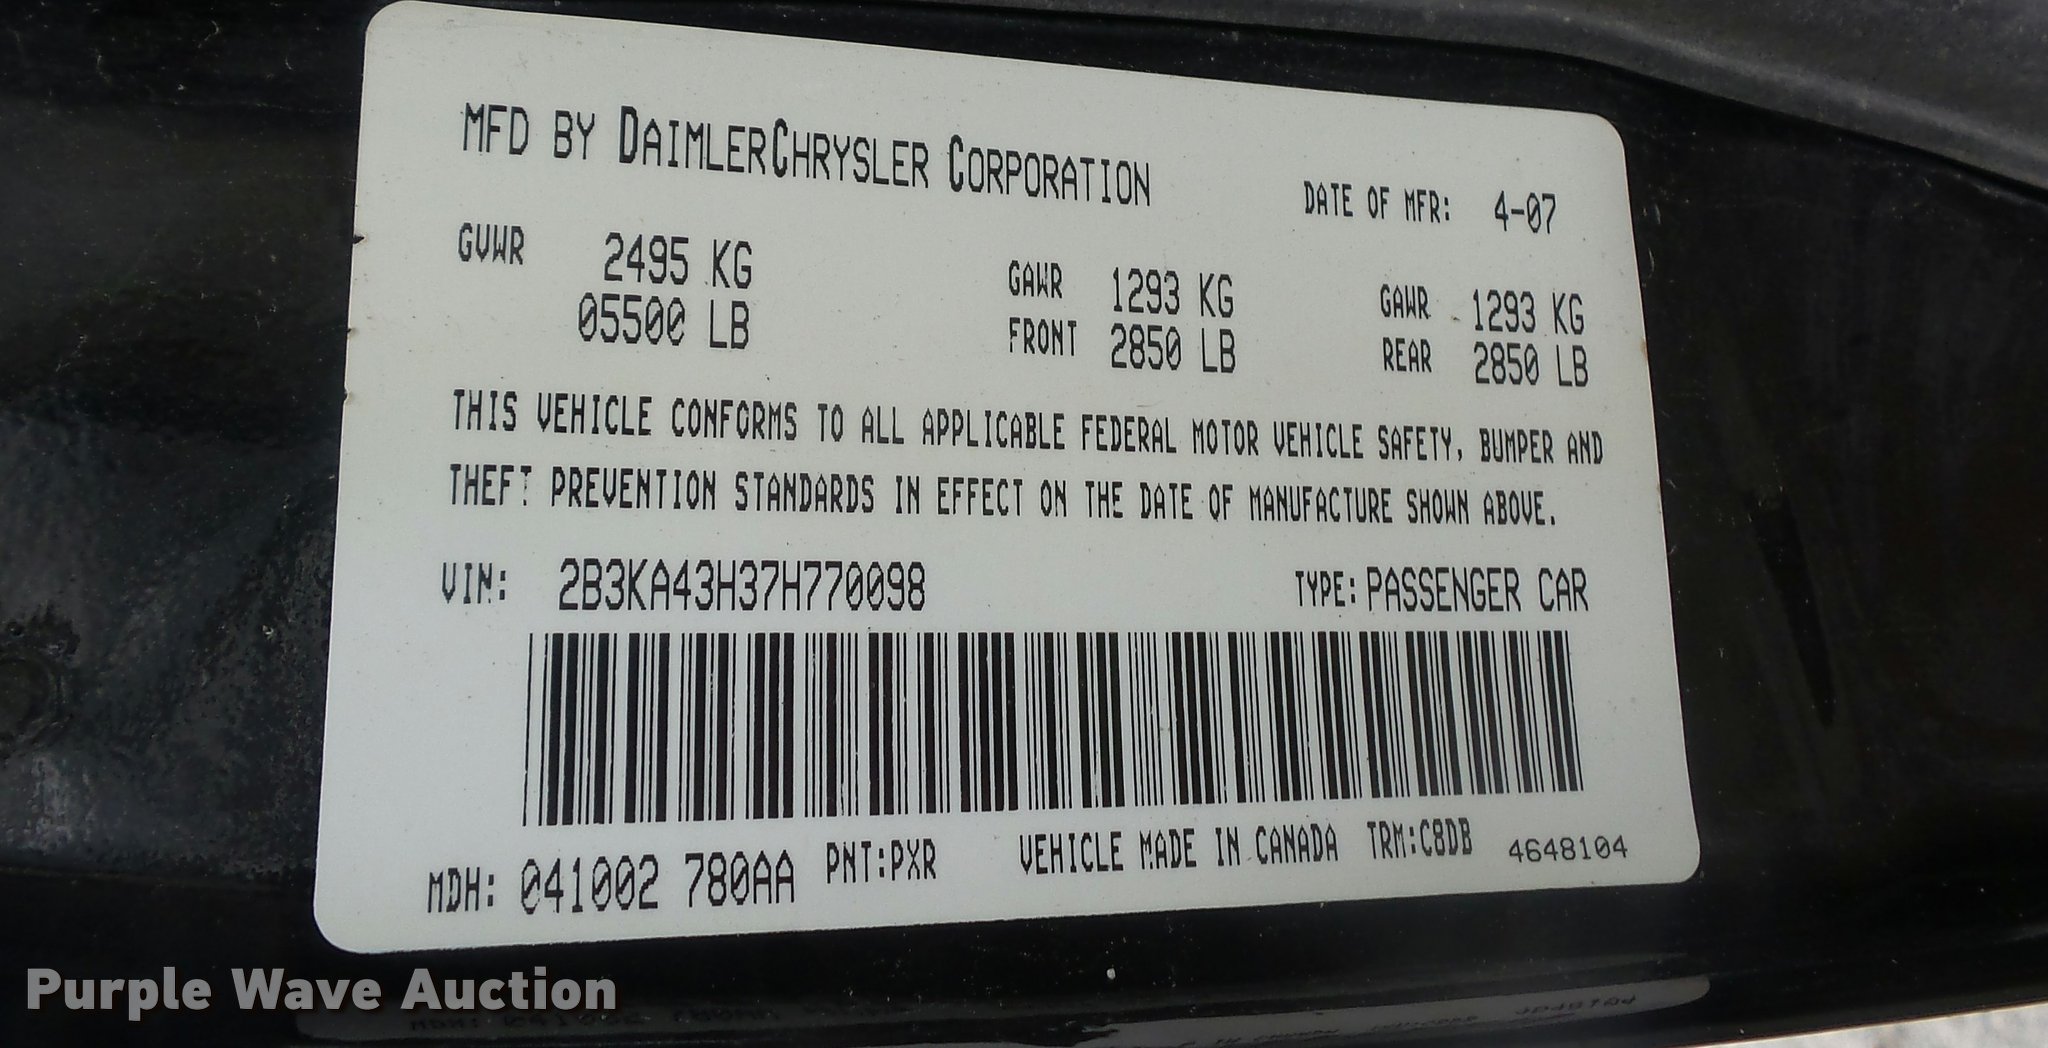 MFD BY DAIMLERCHRYSLER CORPORATION
DATE OF MFR: 4-07
GVWR 2495 KG
05500 LB
GAWR 1293 KG
FRONT 2850 LB
GAWR 1293 KG
REAR 2850 LB
THIS VEHICLE CONFORMS TO ALL APPLICABLE FEDERAL MOTOR VEHICLE SAFETY, BUMPER AND
THEFT PREVENTION STANDARDS IN EFFECT ON THE DATE OF MANUFACTURE SHOWN ABOVE.
VIN: 2B3KA43H37H770098 TYPE: PASSENGER CAR
MDH: 041002 780AA PNT:PXR VEHICLE MADE IN CANADA TRM:C8DB 4648104
Purple Wave Auction